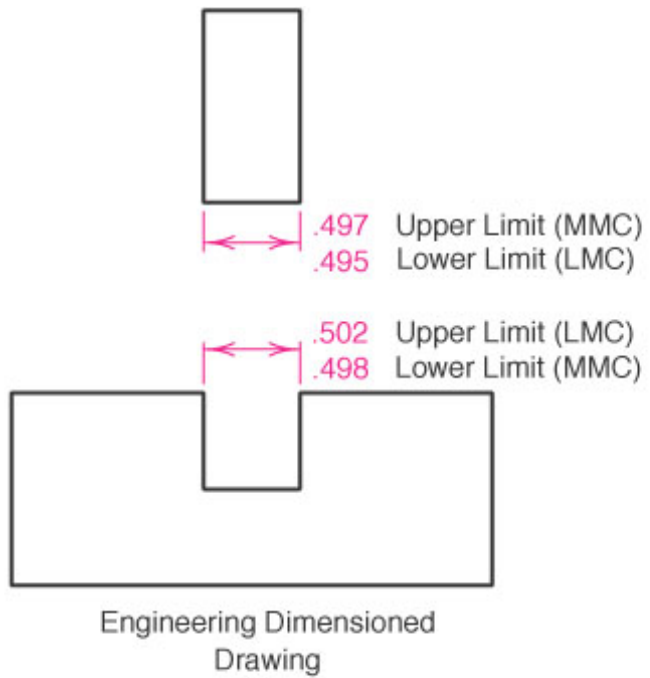 .497 Upper Limit (MMC)
.495 Lower Limit (LMC)
.502 Upper Limit (LMC)
.498 Lower Limit (MMC)
Engineering Dimensioned
Drawing